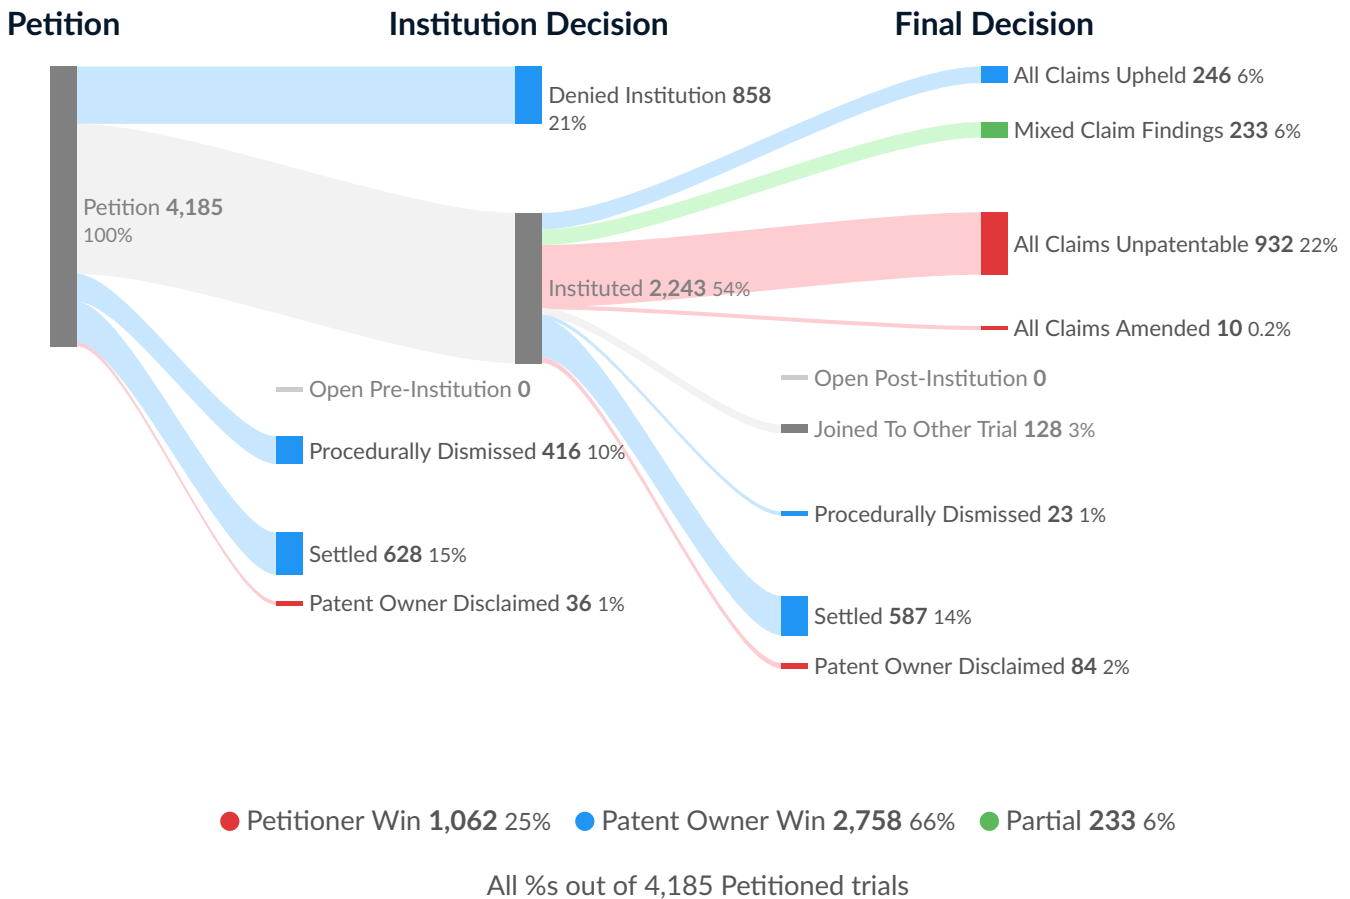 Petition
Institution Decision
Final Decision
Denied Institution 858
21%
Petition 4,185
100%
Instituted 2,243 54%
Open Pre-Institution 0
Procedurally Dismissed 416 10%
Settled 628 15%
Patent Owner Disclaimed 36 1%
All Claims Upheld 246 6%
Mixed Claim Findings 233 6%
All Claims Unpatentable 932 22%
All Claims Amended 10 0.2%
Open Post-Institution 0
Joined To Other Trial 128 3%
Procedurally Dismissed 23 1%
Settled 587 14%
Patent Owner Disclaimed 84 2%
Petitioner Win 1,062 25%
Patent Owner Win 2,758 66%
Partial 233 6%
All %s out of 4,185 Petitioned trials